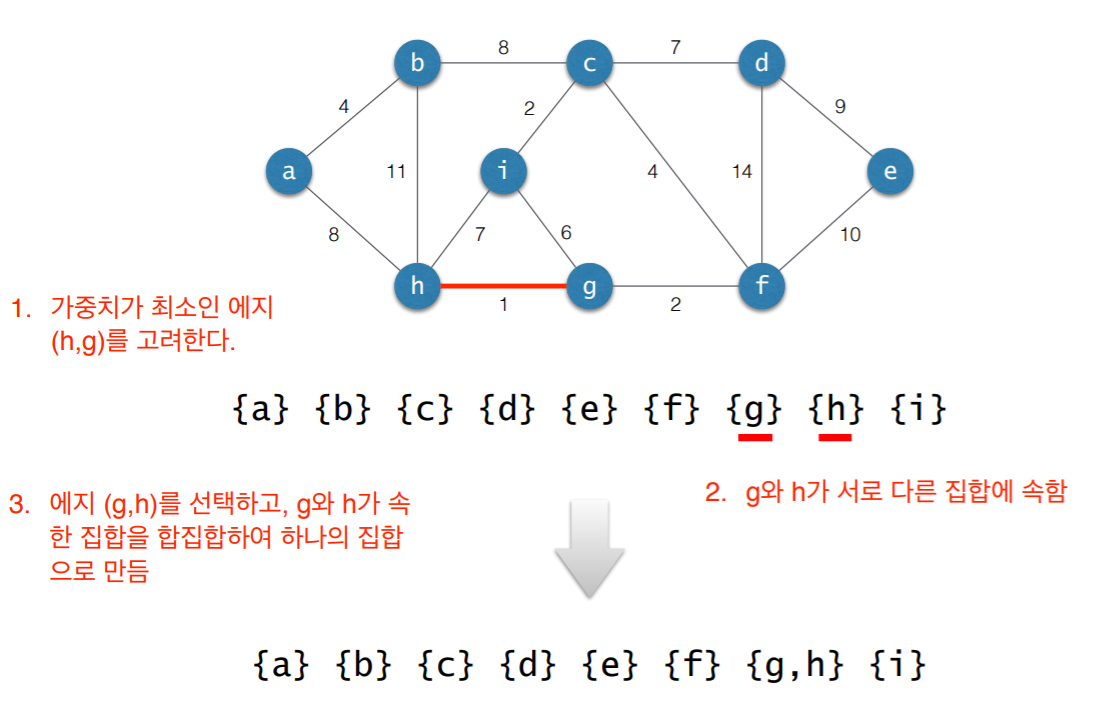 8
7
b
c
d
4
2
9
a
11
i
4
14
e
8
7
6
10
h
g
f
1
2
1. 가중치가 최소인 에지
(h,g)를 고려한다.
{a} {b} {c} {d} {e} {f} {g} {h} {i}
2. g와 h가 서로 다른 집합에 속함
3. 에지 (g,h)를 선택하고, g와 h가 속
한 집합을 합집합하여 하나의 집합
으로 만듬
{a} {b} {c} {d} {e} {f} {g,h} {i}